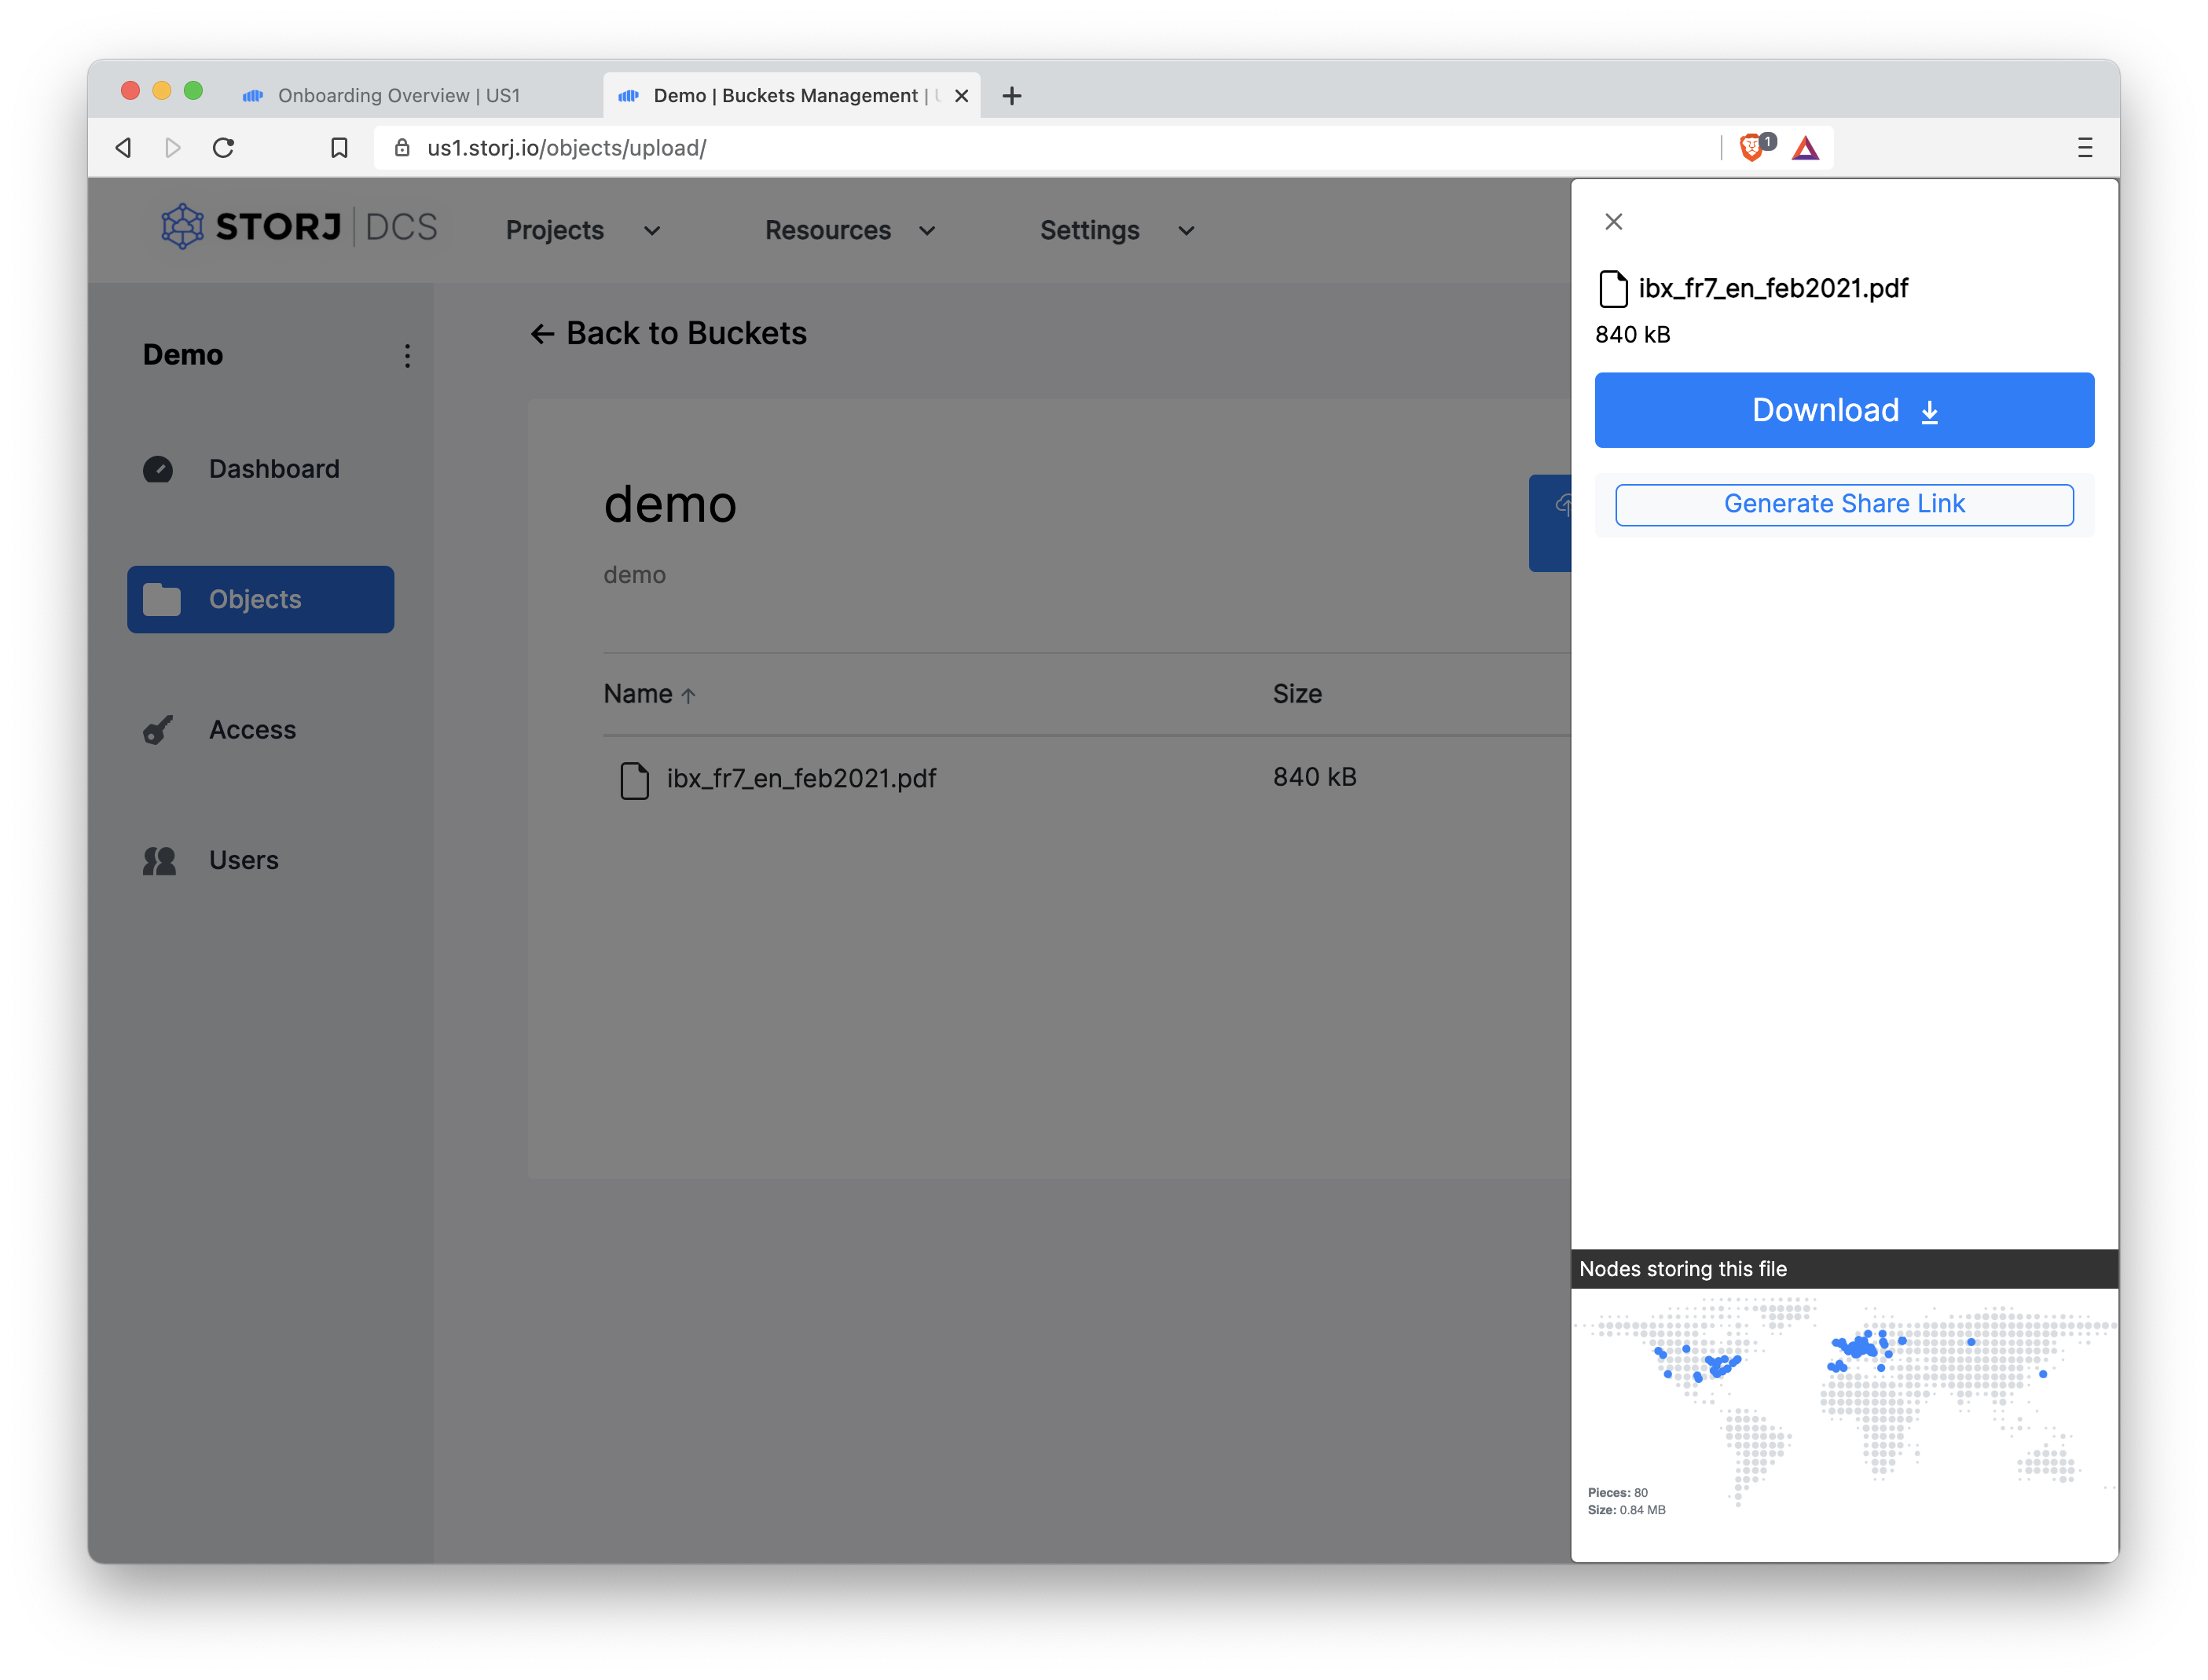 Onboarding Overview | US1
Demo | Buckets Management |
us1.storj.io/objects/upload/
1
STORJ DCS
Projects
Resources
Settings
Demo
Dashboard
Objects
Access
Users
← Back to Buckets
demo
demo
Name ↑
Size
ibx_fr7_en_feb2021.pdf
840 kB
ibx_fr7_en_feb2021.pdf
840 kB
Download
Generate Share Link
Nodes storing this file
Pieces: 80
Size: 0.84 MB